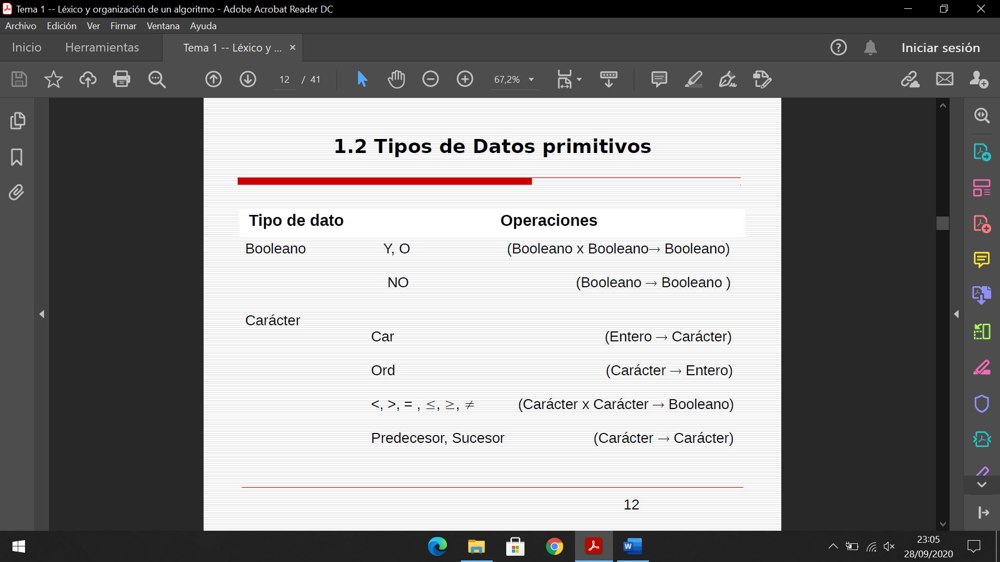 Tema 1 -- Léxico y organización de un algoritmo - Adobe Acrobat Reader DC
Archivo Edición Ver Firmar Ventana Ayuda
Inicio Herramientas Tema 1 -- Léxico y ... × Iniciar sesión
12 / 41 67,2%
1.2 Tipos de Datos primitivos
Tipo de dato Operaciones
Booleano Y, O (Booleano x Booleano→ Booleano)
NO (Booleano → Booleano )
Carácter
Car (Entero → Carácter)
Ord (Carácter → Entero)
<, >, = , ≤, ≥, ≠ (Carácter x Carácter → Booleano)
Predecesor, Sucesor (Carácter → Carácter)
12
23:05
28/09/2020